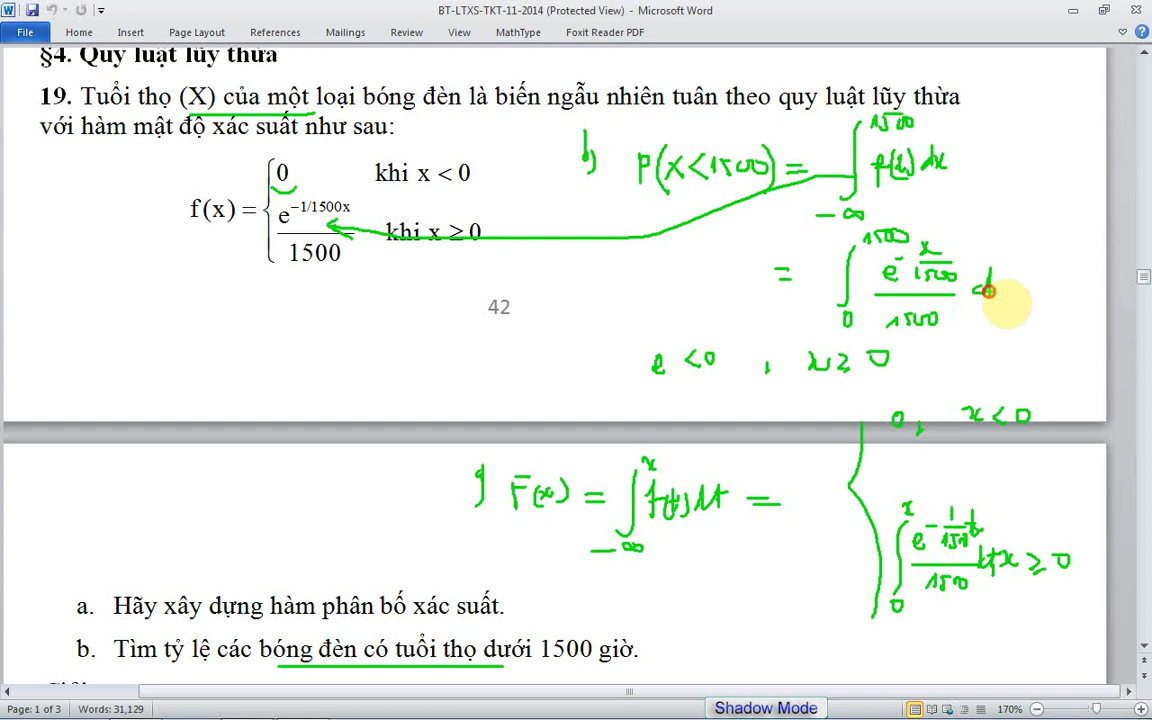 BT-LTXS-TKT-11-2014 (Protected View) - Microsoft Word
File Home Insert Page Layout References Mailings Review View MathType Foxit Reader PDF
§4. Quy luật lũy thừa
19. Tuổi thọ (X) của một loại bóng đèn là biến ngẫu nhiên tuân theo quy luật lũy thừa
với hàm mật độ xác suất như sau:
f(x) = { 0 khi x < 0
e^{-1/1500x}/1500 khi x ≥ 0
b) P(X<1500) = ∫_{-∞}^{1500} f(x) dx
= ∫_0^{1500} e^{-x/1500}/1500 d
42
< 0 , x ≥ 0
F(x) = ∫_{-∞}^x f(t) dt =
0, x < 0
∫_0^x e^{-1/1500 t}/1500 x ≥ 0
a. Hãy xây dựng hàm phân bố xác suất.
b. Tìm tỷ lệ các bóng đèn có tuổi thọ dưới 1500 giờ.
Page: 1 of 3 Words: 31,129 Shadow Mode 170%